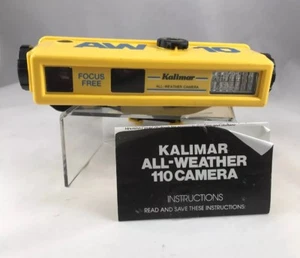 AW 10
FOCUS
FREE
Kalimar
ALL-WEATHER CAMERA
KALIMAR
ALL-WEATHER
110 CAMERA
INSTRUCTIONS
READ AND SAVE THESE INSTRUCTIONS: